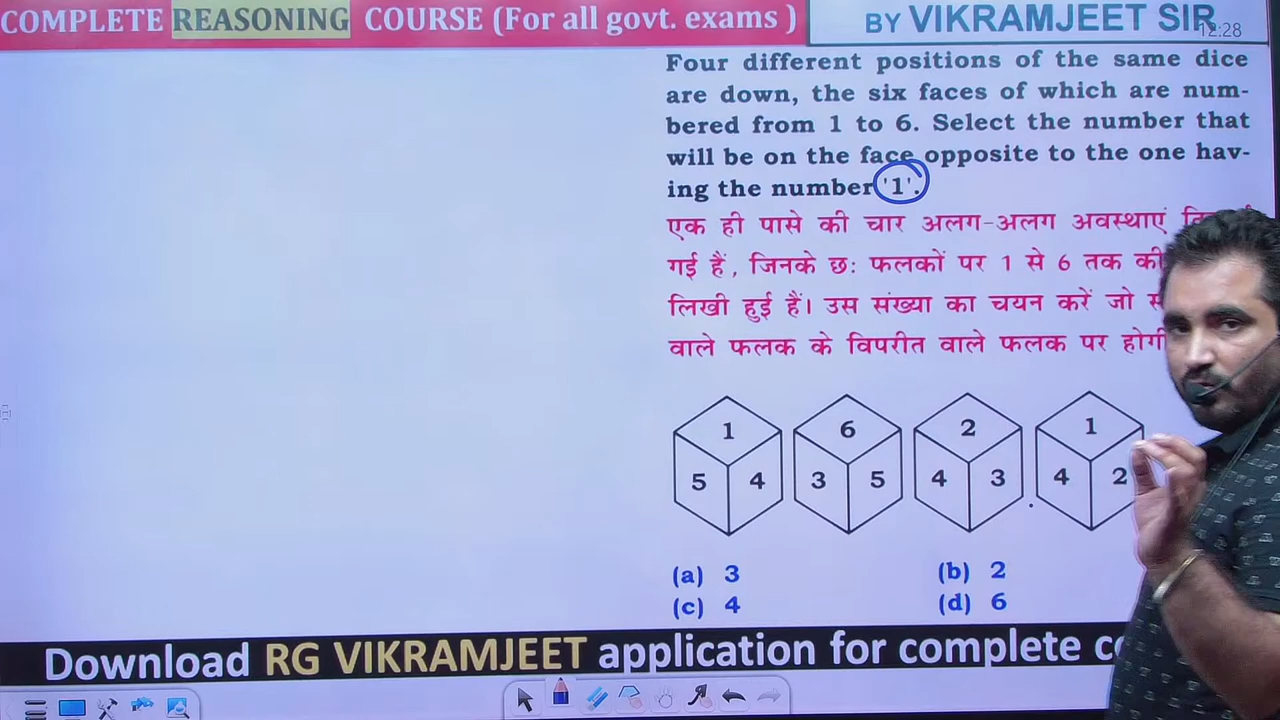 COMPLETE REASONING COURSE (For all govt. exams )
BY VIKRAMJEET SIR
12:28
Four different positions of the same dice
are down, the six faces of which are num-
bered from 1 to 6. Select the number that
will be on the face opposite to the one hav-
ing the number '1'.
एक ही पासे की चार अलग-अलग अवस्थाएं
गई हैं, जिनके छः फलकों पर 1 से 6 तक की
लिखी हुई हैं। उस संख्या का चयन करें जो
वाले फलक के विपरीत वाले फलक पर होगी
1 6 2 1
5 4 3 5 4 3 4 2
(a) 3 (b) 2
(c) 4 (d) 6
Download RG VIKRAMJEET application for complete